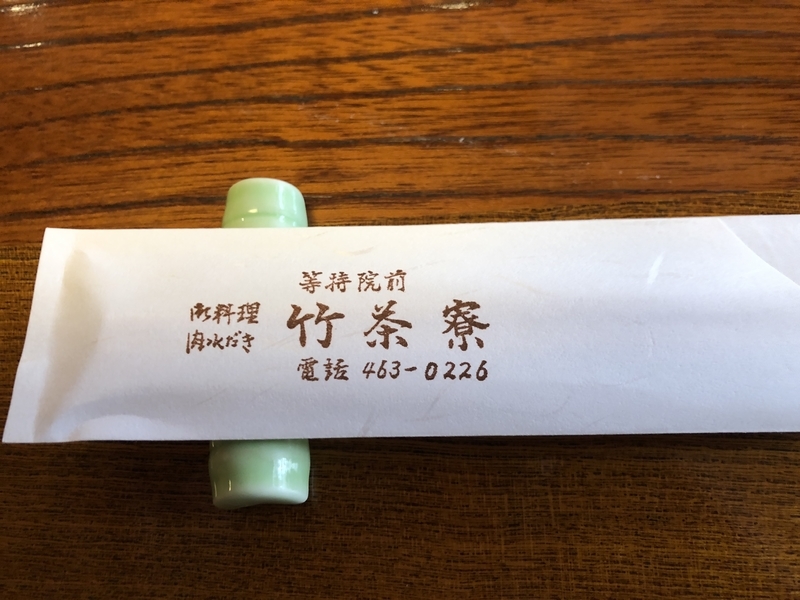 等持院前
御料理
肉水だき
竹茶寮
電話 463-0226